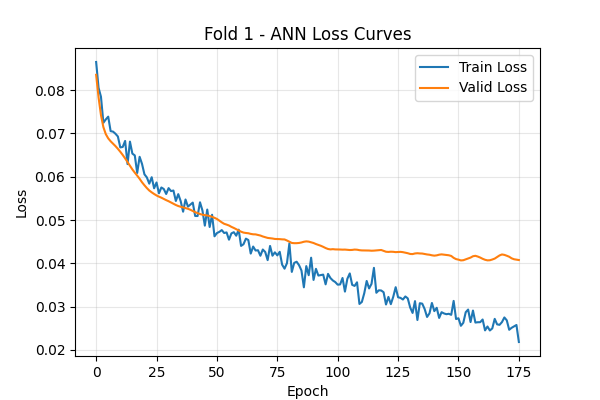 Fold 1 - ANN Loss Curves
Train Loss
Valid Loss
Loss
0.08
0.07
0.06
0.05
0.04
0.03
0.02
0 25 50 75 100 125 150 175
Epoch